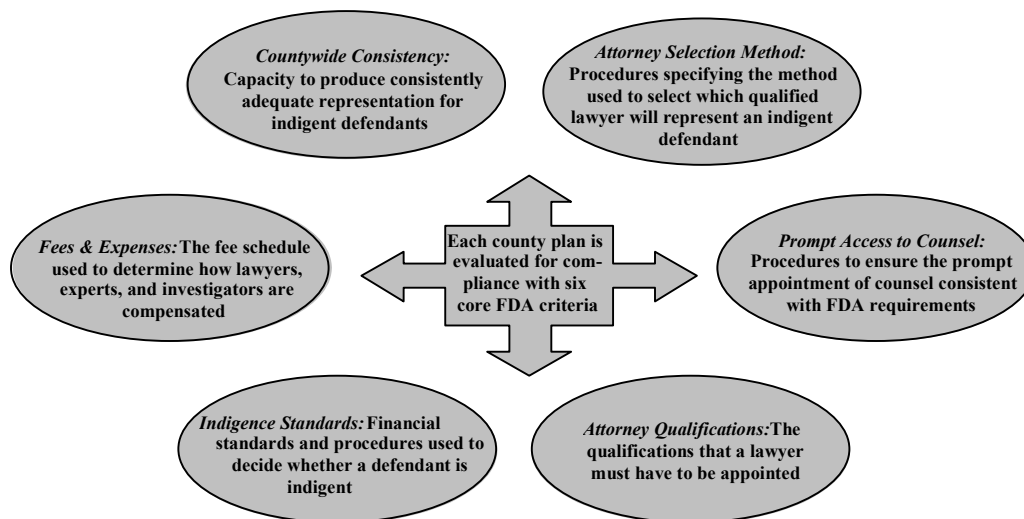 Countywide Consistency:
Capacity to produce consistently
adequate representation for
indigent defendants
Attorney Selection Method:
Procedures specifying the method
used to select which qualified
lawyer will represent an indigent
defendant
Fees & Expenses: The fee schedule
used to determine how lawyers,
experts, and investigators are
compensated
Each county plan is
evaluated for com-
pliance with six
core FDA criteria
Prompt Access to Counsel:
Procedures to ensure the prompt
appointment of counsel consistent
with FDA requirements
Indigence Standards: Financial
standards and procedures used to
decide whether a defendant is
indigent
Attorney Qualifications:The
qualifications that a lawyer
must have to be appointed